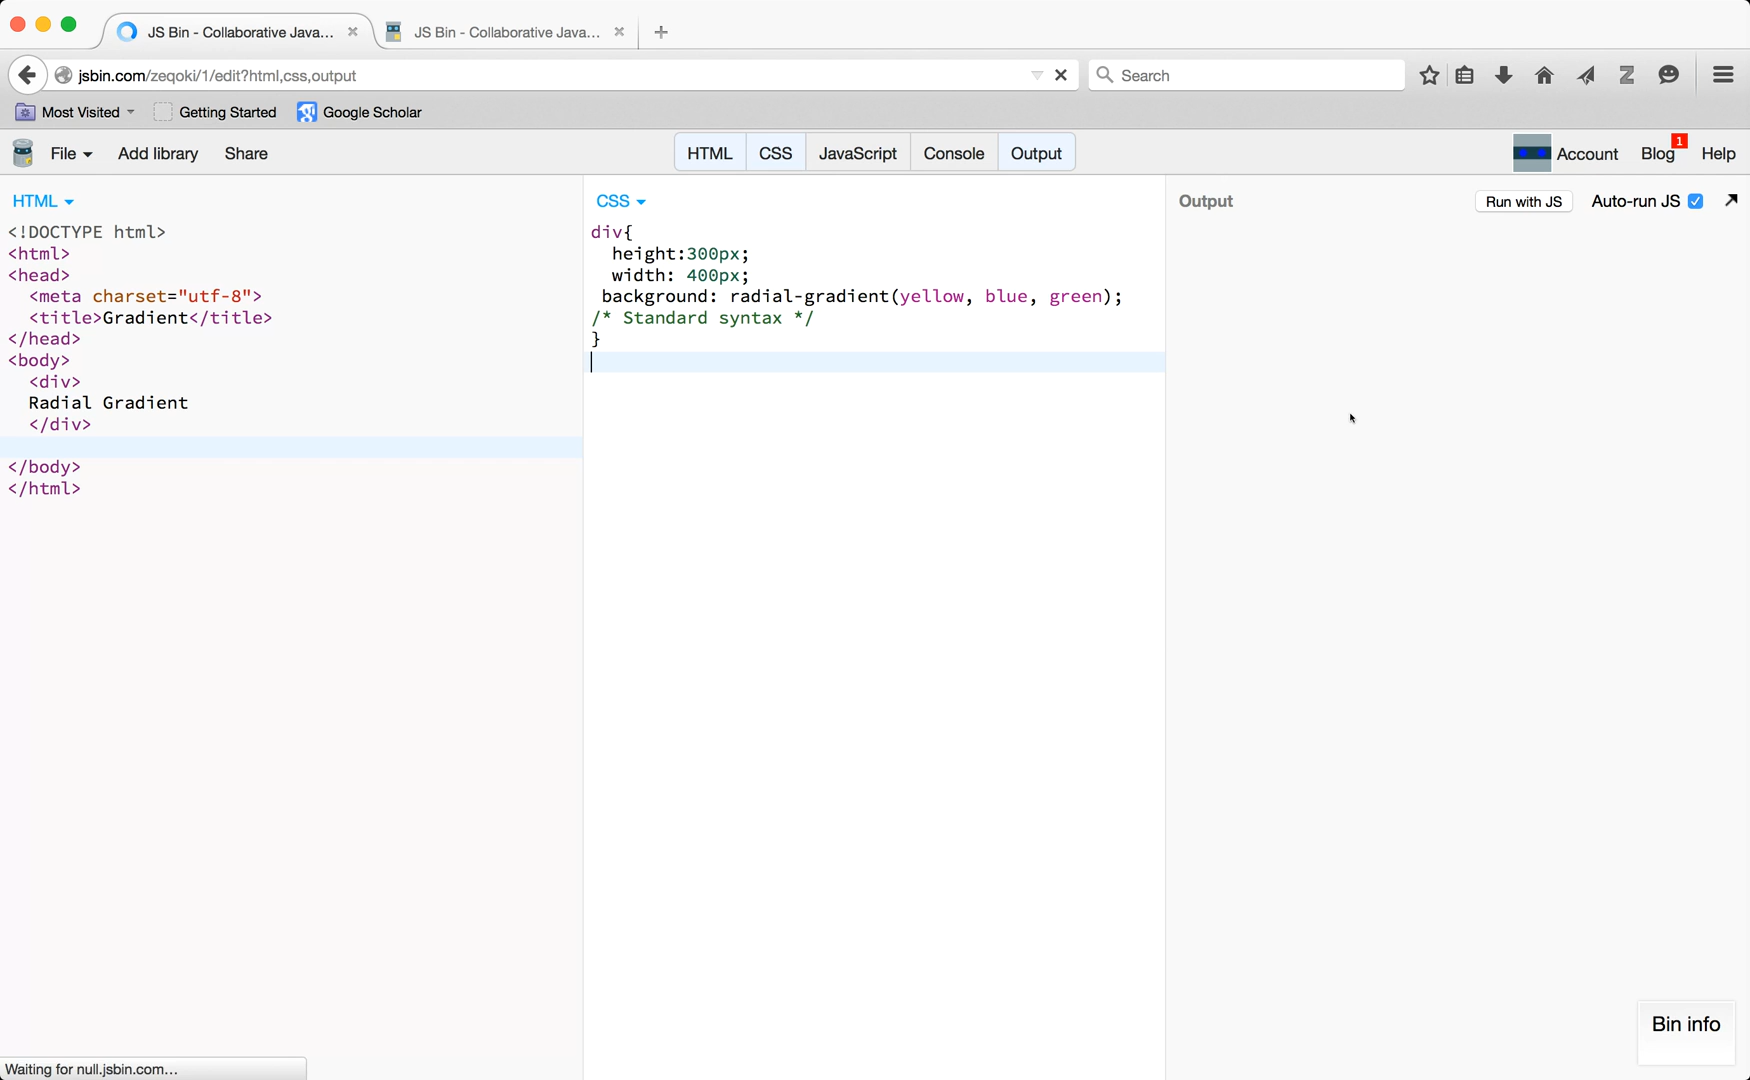 JS Bin - Collaborative Java...
JS Bin - Collaborative Java...
jsbin.com/zeqoki/1/edit?html,css,output
Search
Most Visited
Getting Started
Google Scholar
File
Add library
Share
HTML
CSS
JavaScript
Console
Output
Account
Blog
1
Help
HTML
<!DOCTYPE html>
<html>
<head>
<meta charset="utf-8">
<title>Gradient</title>
</head>
<body>
<div>
Radial Gradient
</div>
</body>
</html>
CSS
div{
height:300px;
width: 400px;
background: radial-gradient(yellow, blue, green);
/* Standard syntax */
}
Output
Run with JS
Auto-run JS
Bin info
Waiting for null.jsbin.com...